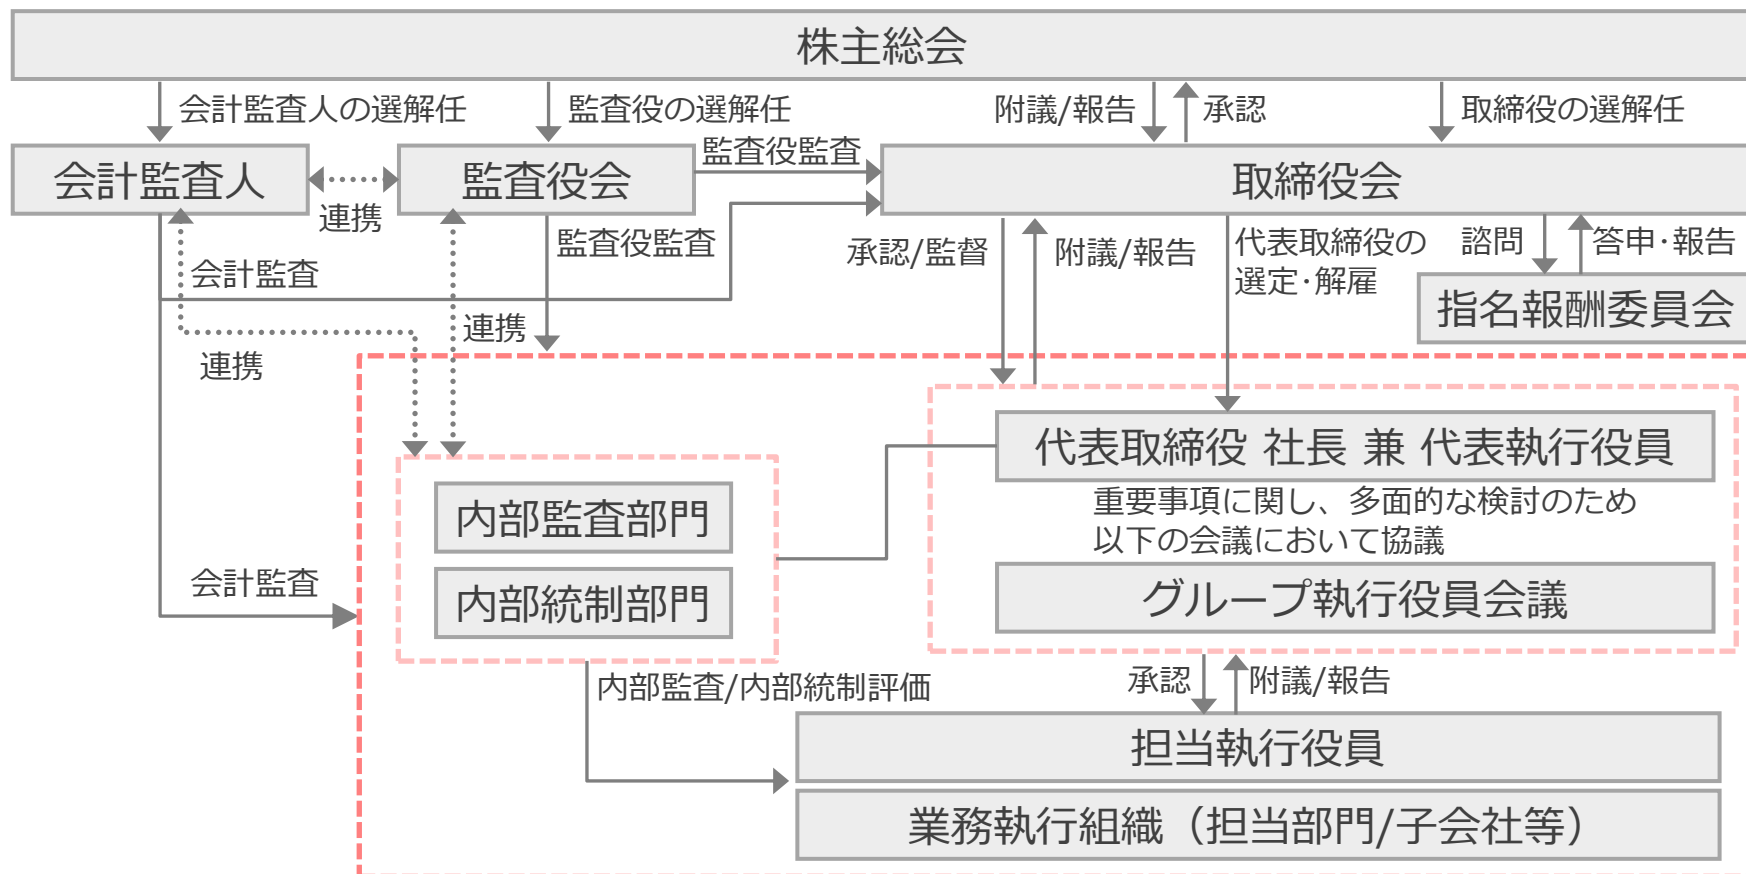 株主総会
会計監査人の選解任
監査役の選解任
附議/報告
承認
取締役の選解任
会計監査人
連携
監査役会
監査役監査
取締役会
会計監査
監査役監査
承認/監督
附議/報告
代表取締役の
選定･解雇
諮問
答申･報告
指名報酬委員会
連携
連携
代表取締役 社長 兼 代表執行役員
重要事項に関し、多面的な検討のため
以下の会議において協議
グループ執行役員会議
内部監査部門
内部統制部門
会計監査
内部監査/内部統制評価
承認
附議/報告
担当執行役員
業務執行組織（担当部門/子会社等）